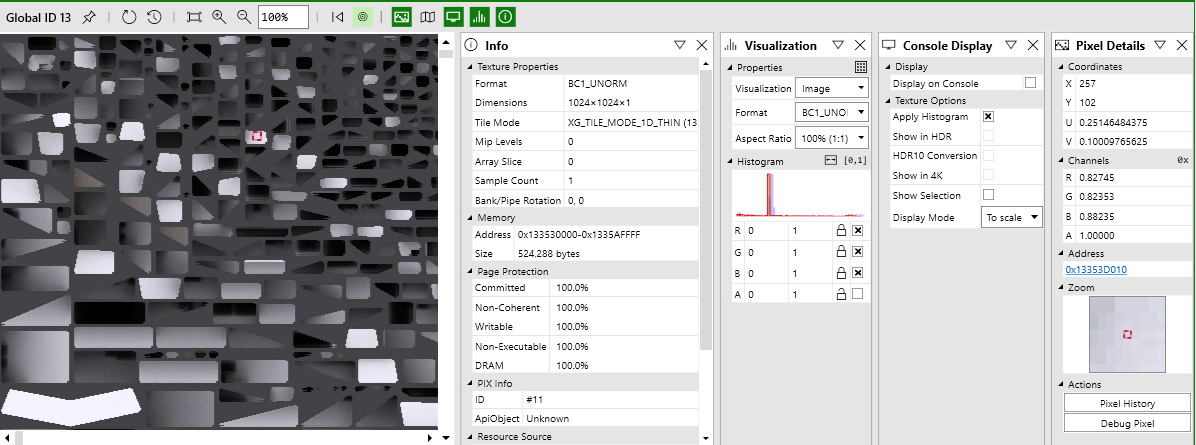 Global ID 13
100%
Info
Texture Properties
Format BC1_UNORM
Dimensions 1024×1024×1
Tile Mode XG_TILE_MODE_1D_THIN (13
Mip Levels 0
Array Slice 0
Sample Count 1
Bank/Pipe Rotation 0, 0
Memory
Address 0x133530000-0x1335AFFFF
Size 524,288 bytes
Page Protection
Committed 100.0%
Non-Coherent 100.0%
Writable 100.0%
Non-Executable 100.0%
DRAM 100.0%
PIX Info
ID #11
ApiObject Unknown
Resource Source
Visualization
Properties
Visualization Image
Format BC1_UNORI
Aspect Ratio 100% (1:1)
Histogram [0,1]
R 0 1
G 0 1
B 0 1
A 0 1
Console Display
Display
Display on Console
Texture Options
Apply Histogram
Show in HDR
HDR10 Conversion
Show in 4K
Show Selection
Display Mode To scale
Pixel Details
Coordinates
X 257
Y 102
U 0.25146484375
V 0.10009765625
Channels 0x
R 0.82745
G 0.82353
B 0.88235
A 1.00000
Address
0x13353D010
Zoom
Actions
Pixel History
Debug Pixel